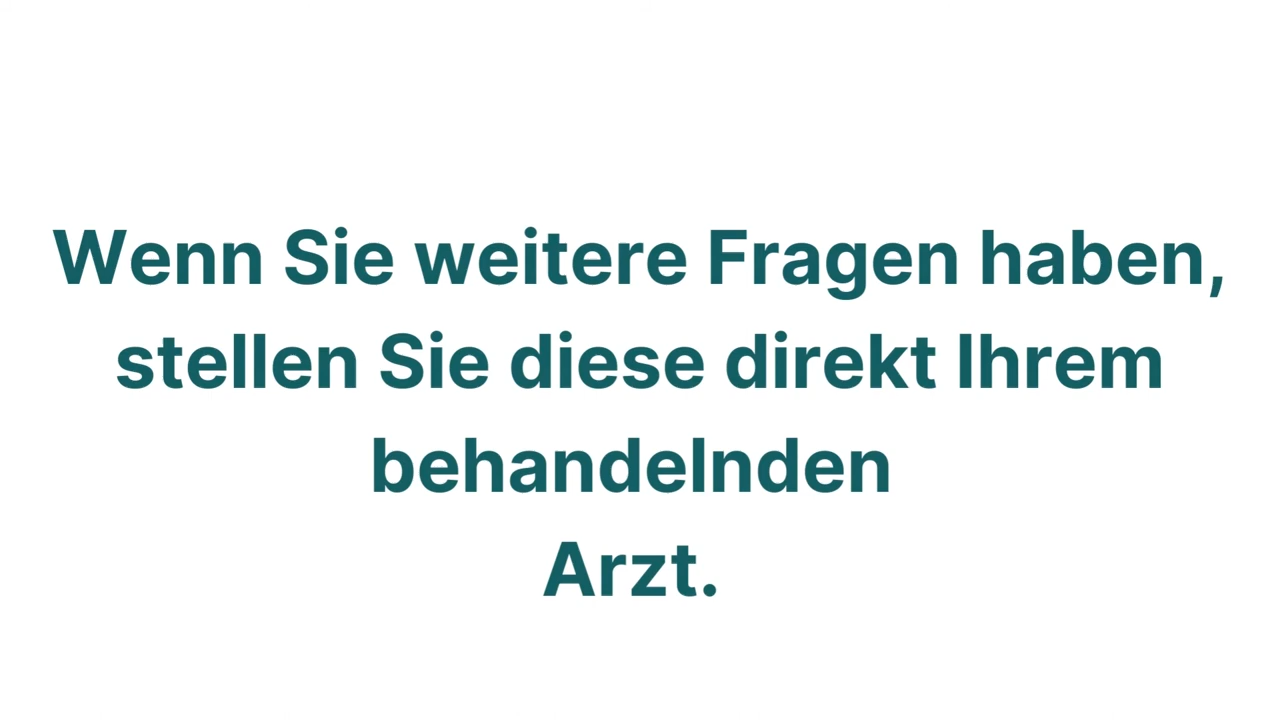 Wenn Sie weitere Fragen haben,
stellen Sie diese direkt Ihrem
behandelnden
Arzt.